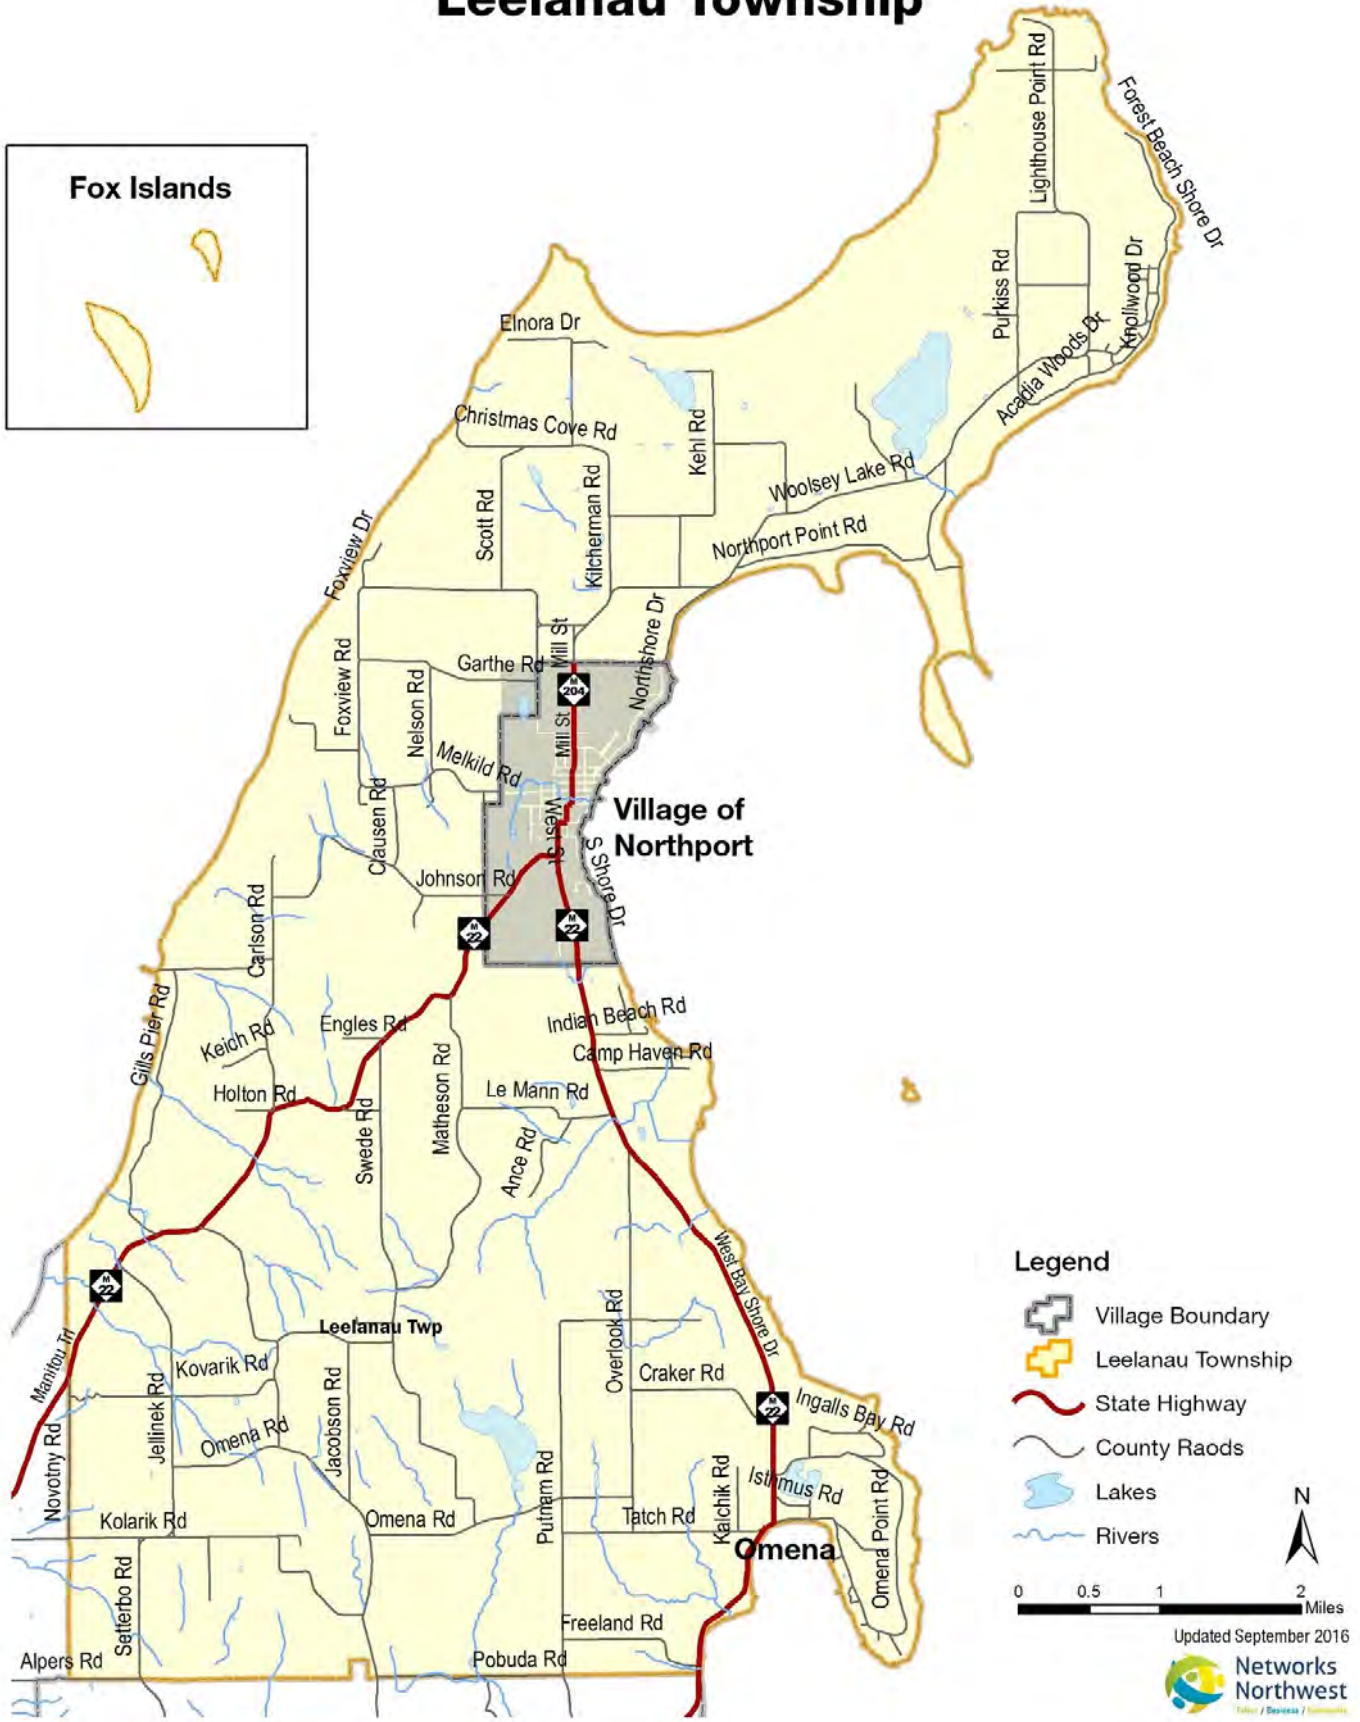 Leelanau Township
Fox Islands
Lighthouse Point Rd
Forest Beach Shore Dr
Purkiss Rd
Knollwood Dr
Acadia Woods Dr
Elnora Dr
Christmas Cove Rd
Kehl Rd
Woolsey Lake Rd
Scott Rd
Kilcherman Rd
Northport Point Rd
Foxview Dr
Northshore Dr
Mill St
Garthe Rd
Foxview Rd
Nelson Rd
M
204
Mill St
Melkild Rd
Clausen Rd
West St
Village of
Northport
S Shore Dr
Johnson Rd
Carlson Rd
M
22
M
22
Gills Pier Rd
Keich Rd
Engles Rd
Indian Beach Rd
Camp Haven Rd
Holton Rd
Matheson Rd
Le Mann Rd
Swede Rd
Ance Rd
West Bay Shore Dr
M
22
Leelanau Twp
Overlook Rd
Manitou Trl
Kovarik Rd
Craker Rd
Jellinek Rd
Jacobson Rd
M
22
Ingalls Bay Rd
Omena Rd
Novotny Rd
Putnam Rd
Kalchik Rd
Isthmus Rd
Omena Point Rd
Kolarik Rd
Omena Rd
Tatch Rd
Omena
Setterbo Rd
Freeland Rd
Alpers Rd
Pobuda Rd
Legend
Village Boundary
Leelanau Township
State Highway
County Raods
Lakes
Rivers
N
0 0.5 1 2
Miles
Updated September 2016
Networks
Northwest